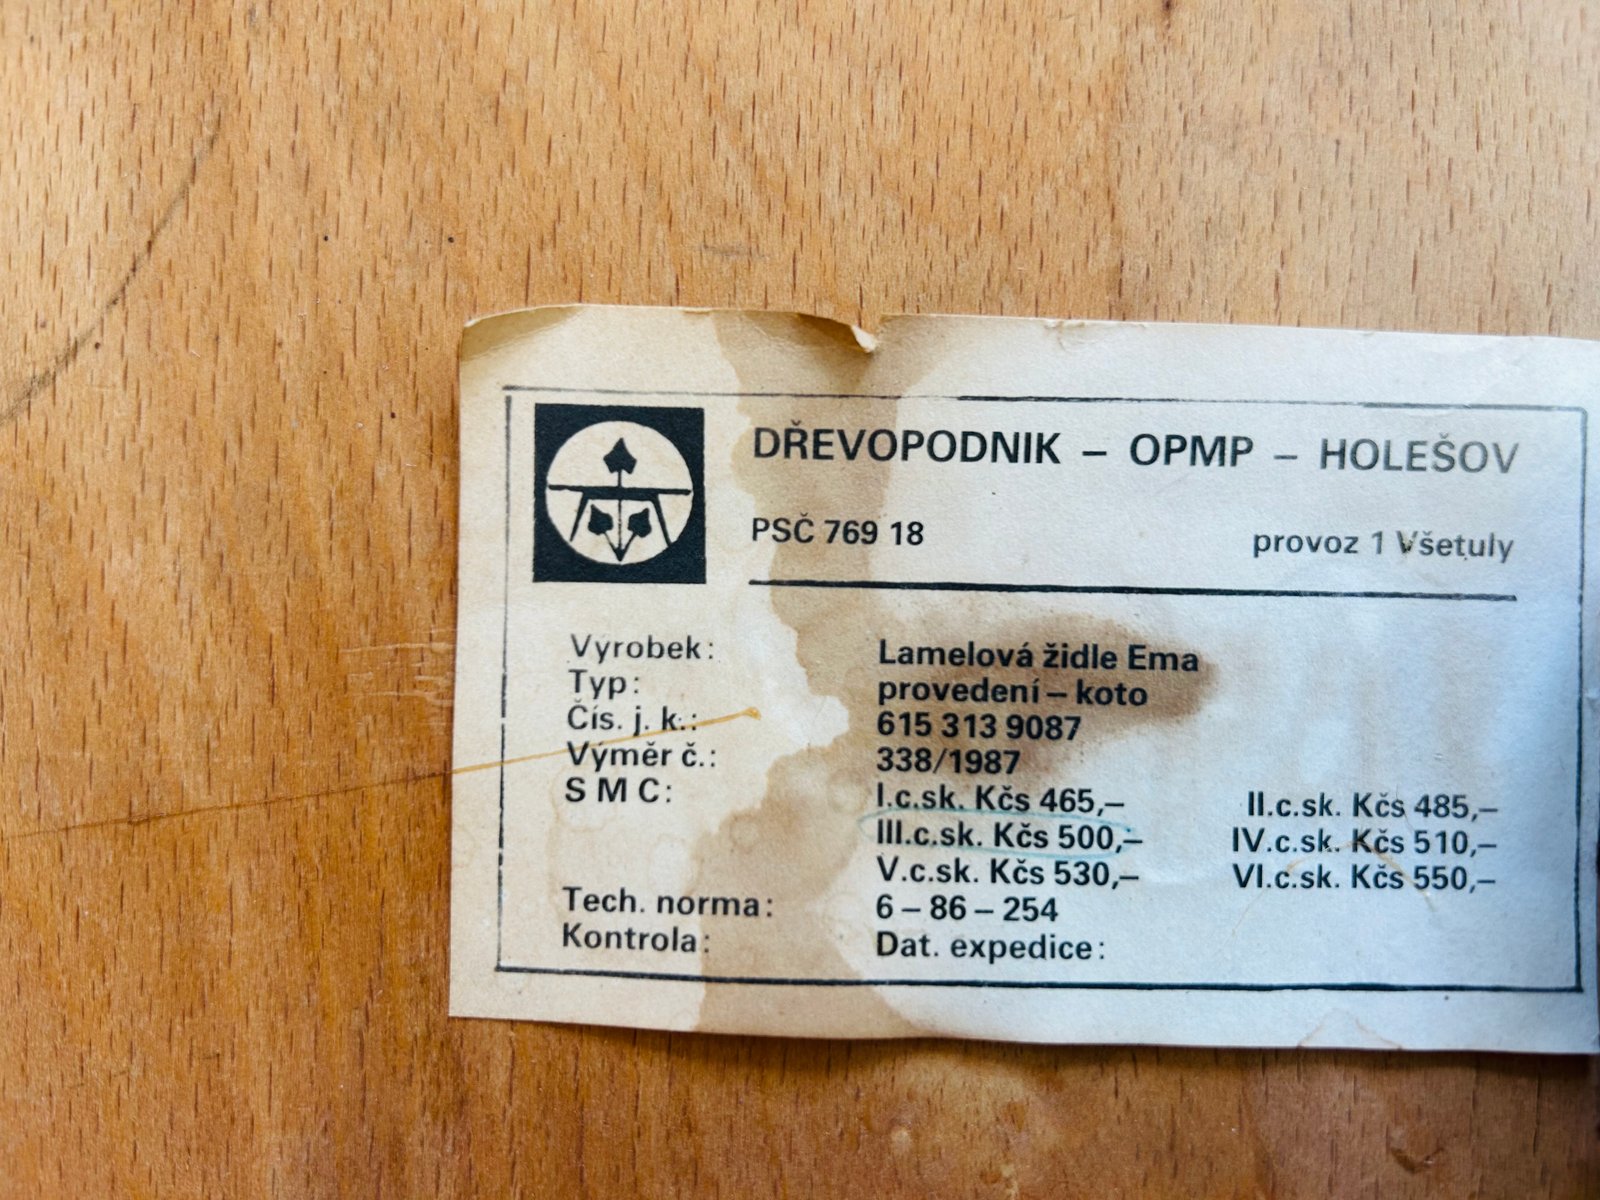 DŘEVOPODNIK – OPMP – HOLEŠOV
PSČ 769 18 provoz 1 Všetuly
Výrobek: Lamelová židle Ema
Typ: provedení – koto
Čís. j. k.: 615 313 9087
Výměr č.: 338/1987
S M C: I.c.sk. Kčs 465,– II.c.sk. Kčs 485,–
III.c.sk. Kčs 500,– IV.c.sk. Kčs 510,–
V.c.sk. Kčs 530,– VI.c.sk. Kčs 550,–
Tech. norma: 6 – 86 – 254
Kontrola: Dat. expedice: